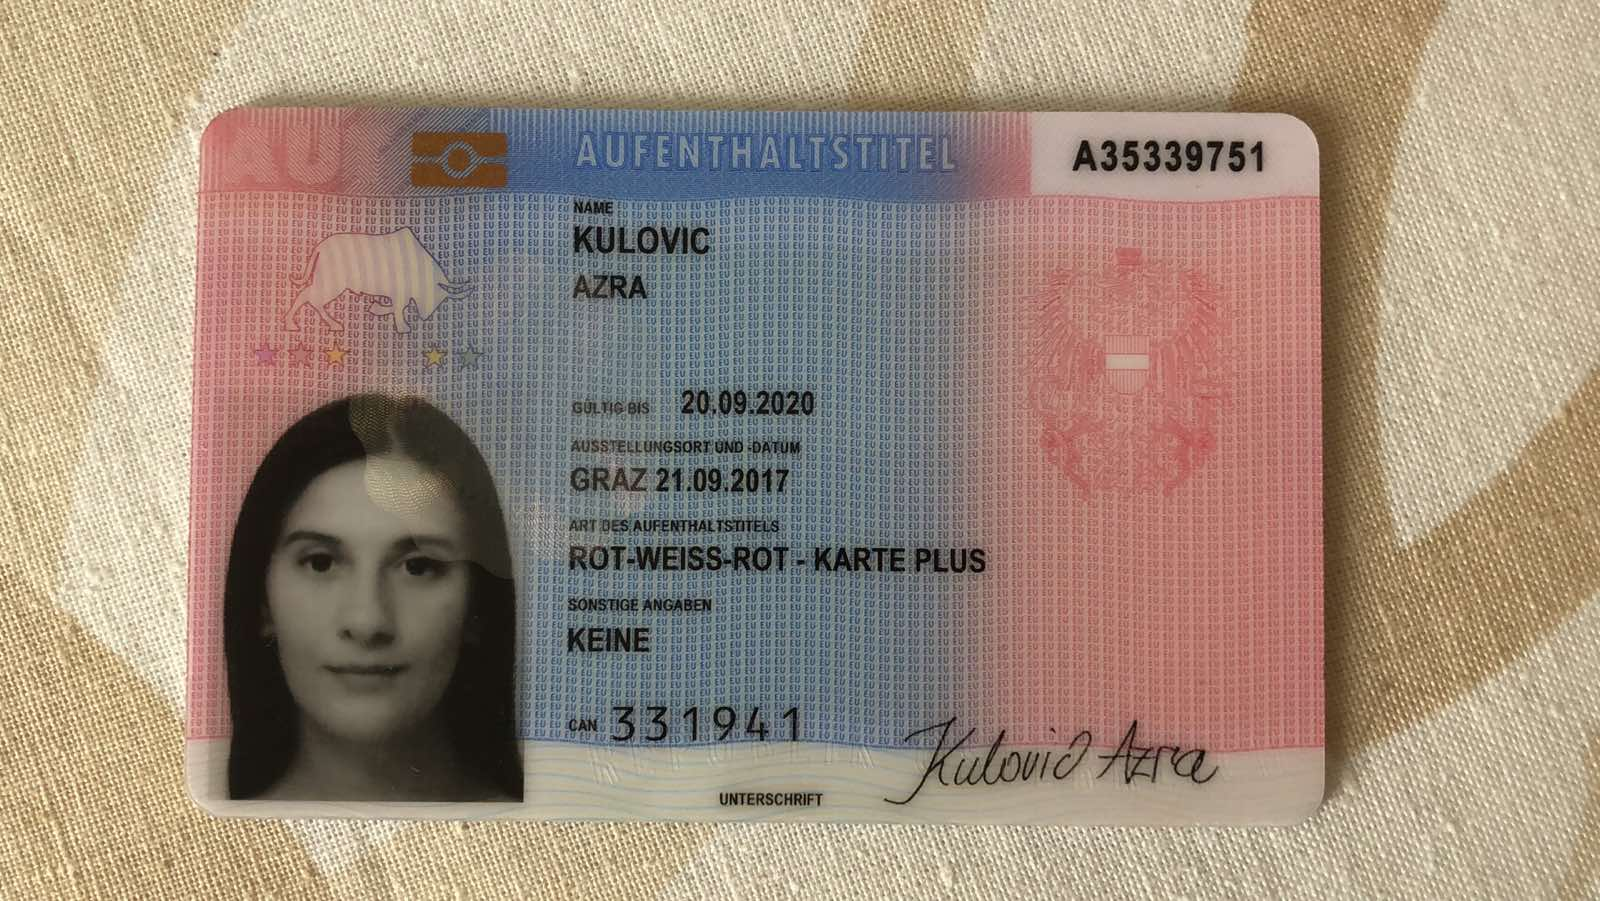 AUT
AUFENTHALTSTITEL
A35339751
NAME
KULOVIC
AZRA
GÜLTIG BIS 20.09.2020
AUSSTELLUNGSORT UND -DATUM
GRAZ 21.09.2017
ART DES AUFENTHALTSTITELS
ROT-WEISS-ROT - KARTE PLUS
SONSTIGE ANGABEN
KEINE
CAN 331941
Kulović Azra
UNTERSCHRIFT